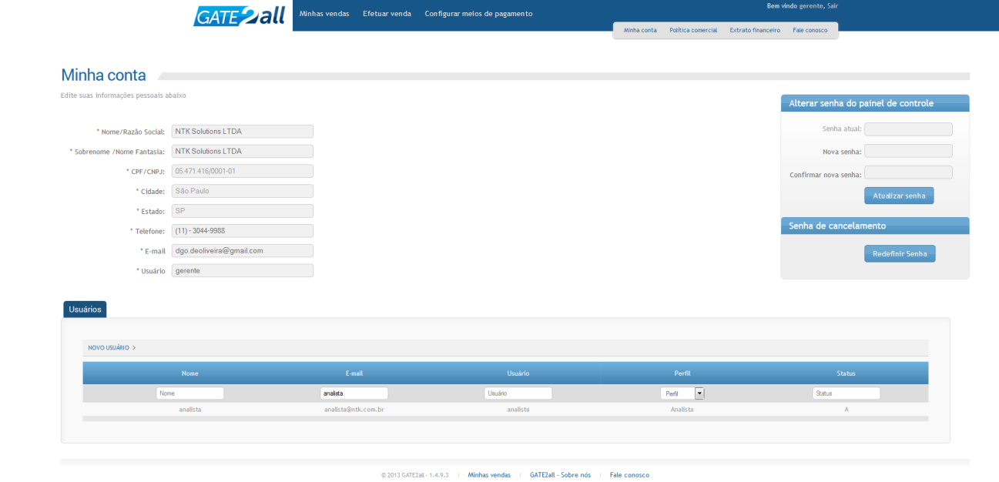 GATE2all
Minhas vendas Efetuar venda Configurar meios de pagamento
Bem vindo gerente, Sair
Minha conta Política comercial Extrato financeiro Fale conosco
Minha conta
Edite suas informações pessoais abaixo
* Nome/Razão Social: NTK Solutions LTDA
* Sobrenome /Nome Fantasia: NTK Solutions LTDA
* CPF/CNPJ: 05.471.416/0001-01
* Cidade: São Paulo
* Estado: SP
* Telefone: (11) - 3044-9988
* E-mail dgo.deoliveira@gmail.com
* Usuário gerente
Alterar senha do painel de controle
Senha atual:
Nova senha:
Confirmar nova senha:
Atualizar senha
Senha de cancelamento
Redefinir Senha
Usuários
NOVO USUÁRIO >
Nome E-mail Usuário Perfil Status
Nome analista Usuário Perfil Status
analista analista@ntk.com.br analista Analista A
© 2013 GATE2all - 1.4.9.3 | Minhas vendas | GATE2all - Sobre nós | Fale conosco